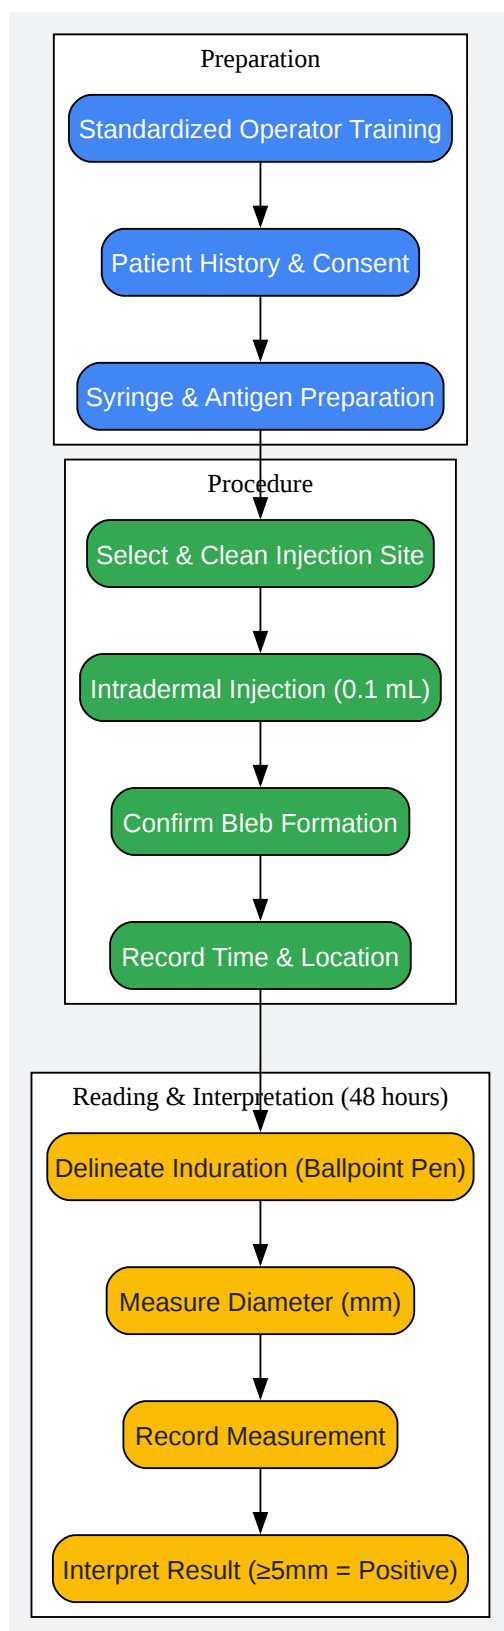 Preparation
Standardized Operator Training
Patient History & Consent
Syringe & Antigen Preparation
Procedure
Select & Clean Injection Site
Intradermal Injection (0.1 mL)
Confirm Bleb Formation
Record Time & Location
Reading & Interpretation (48 hours)
Delineate Induration (Ballpoint Pen)
Measure Diameter (mm)
Record Measurement
Interpret Result (≥5mm = Positive)